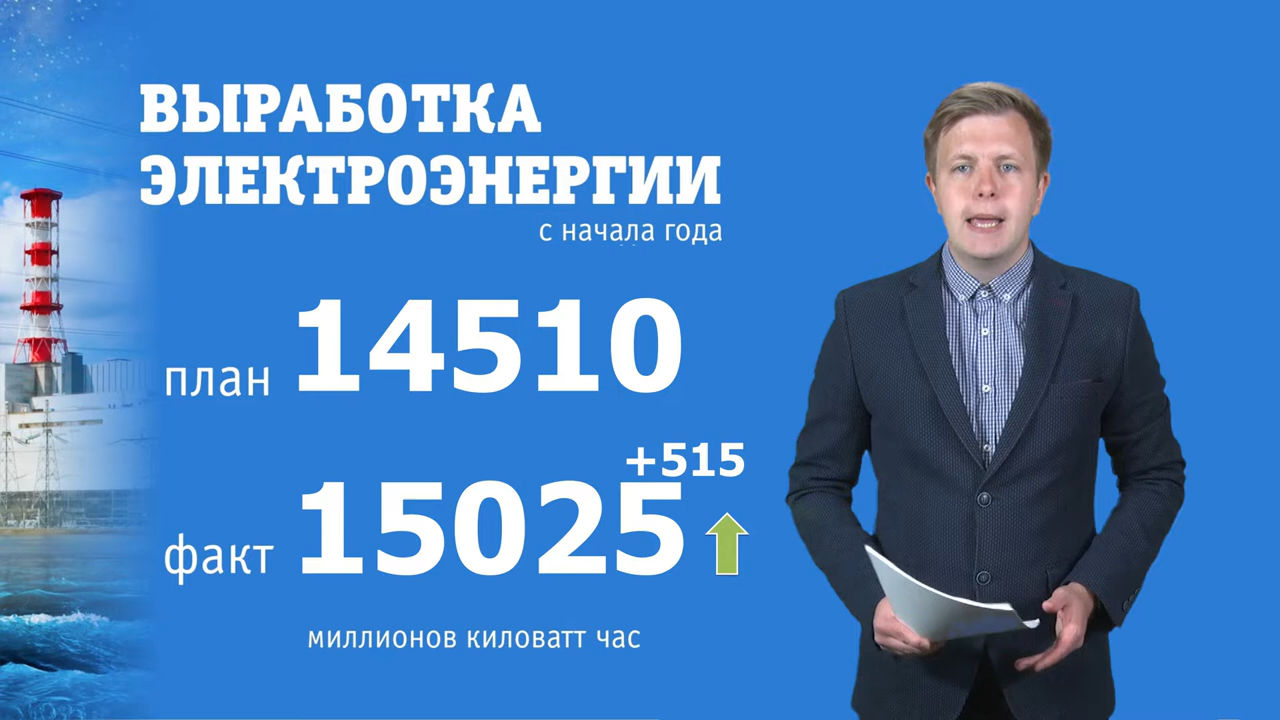 ВЫРАБОТКА
ЭЛЕКТРОЭНЕРГИИ
с начала года
план 14510
+515
факт 15025
миллионов киловатт час